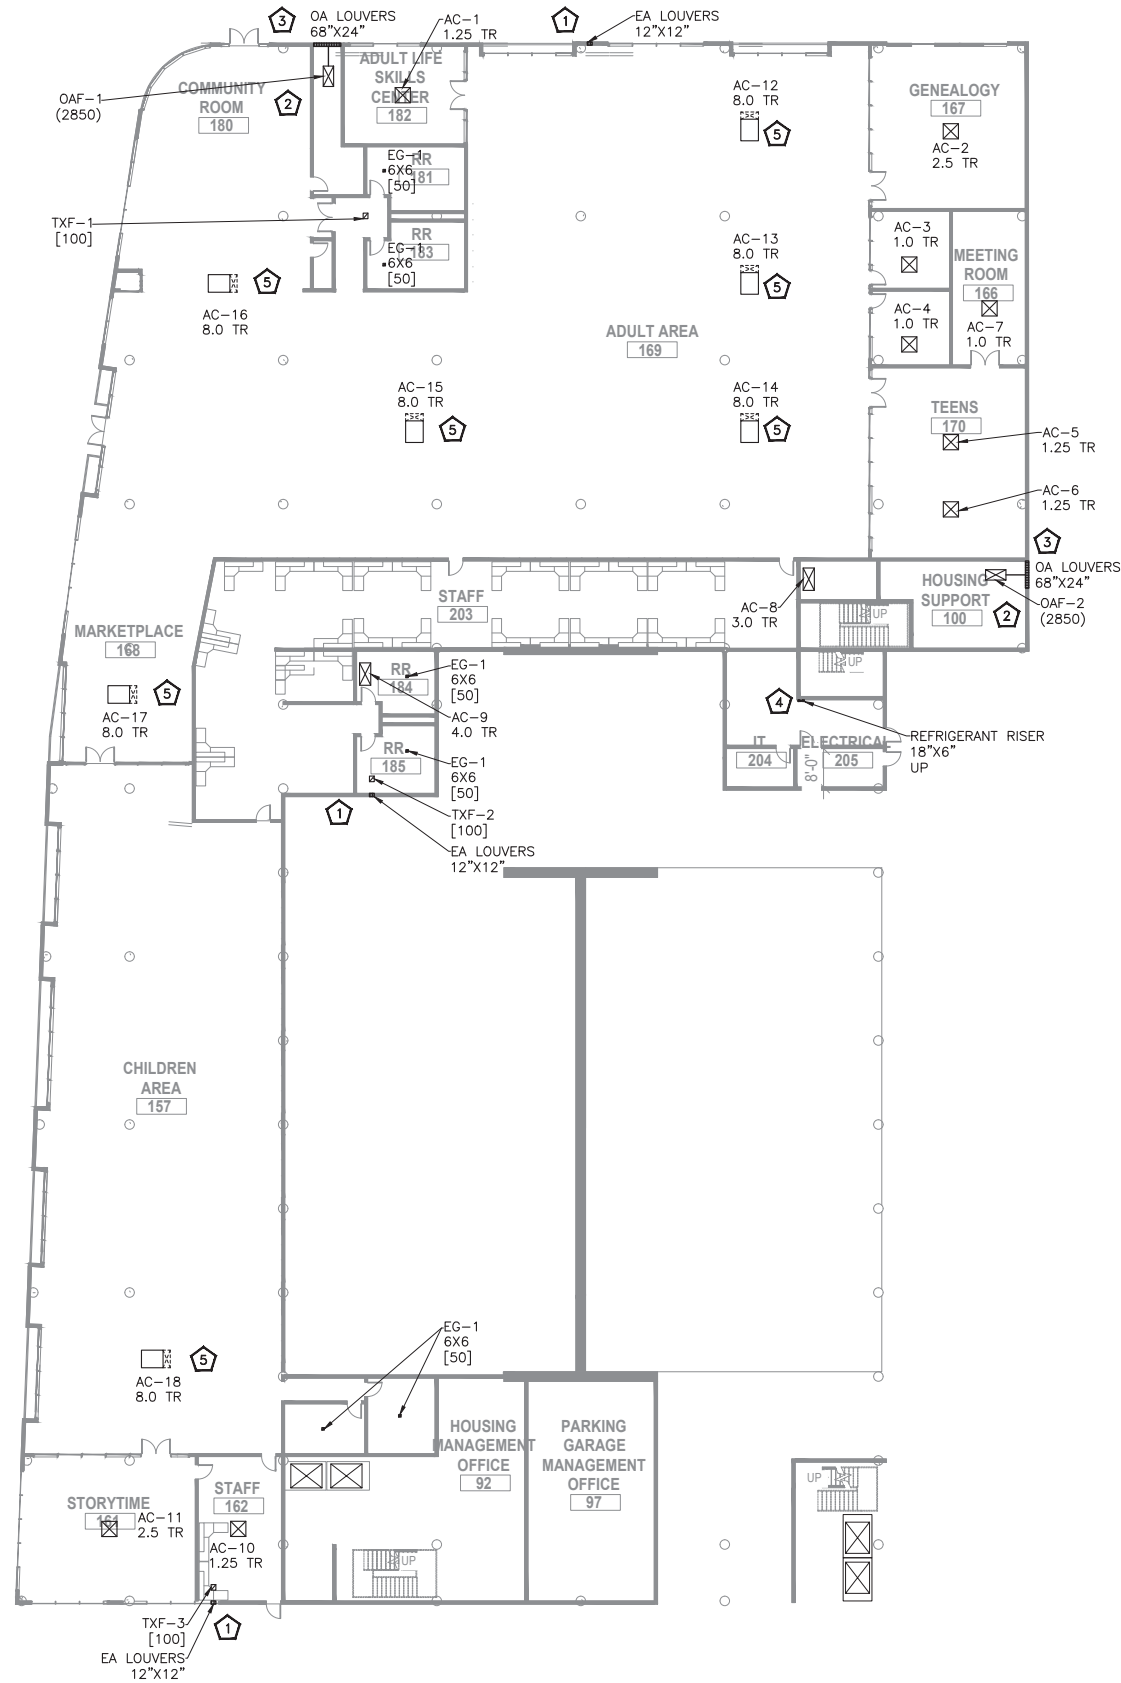 3
OA LOUVERS
68"X24"
AC-1
1.25 TR
1
EA LOUVERS
12"X12"
OAF-1
(2850)
COMMUNITY
ROOM
180
2
ADULT LIFE
SKILLS
CENTER
182
AC-12
8.0 TR
5
GENEALOGY
167
AC-2
2.5 TR
EG-1
6X6
[50]
RR
181
TXF-1
[100]
EG-1
6X6
[50]
RR
183
AC-13
8.0 TR
5
AC-3
1.0 TR
MEETING
ROOM
166
AC-4
1.0 TR
AC-7
1.0 TR
5
AC-16
8.0 TR
ADULT AREA
169
AC-15
8.0 TR
5
AC-14
8.0 TR
5
TEENS
170
AC-5
1.25 TR
AC-6
1.25 TR
3
OA LOUVERS
68"X24"
OAF-2
(2850)
HOUSING
SUPPORT
100
2
STAFF
203
AC-8
3.0 TR
UP
UP
MARKETPLACE
168
5
AC-17
8.0 TR
RR
184
EG-1
6X6
[50]
AC-9
4.0 TR
RR
185
EG-1
6X6
[50]
TXF-2
[100]
1
EA LOUVERS
12"X12"
4
REFRIGERANT RISER
18"X6"
UP
IT
204
ELECTRICAL
205
8'-0"
CHILDREN
AREA
157
EG-1
6X6
[50]
5
AC-18
8.0 TR
HOUSING
MANAGEMENT
OFFICE
92
PARKING
GARAGE
MANAGEMENT
OFFICE
97
UP
STORYTIME
161
AC-11
2.5 TR
STAFF
162
AC-10
1.25 TR
UP
TXF-3
[100]
1
EA LOUVERS
12"X12"